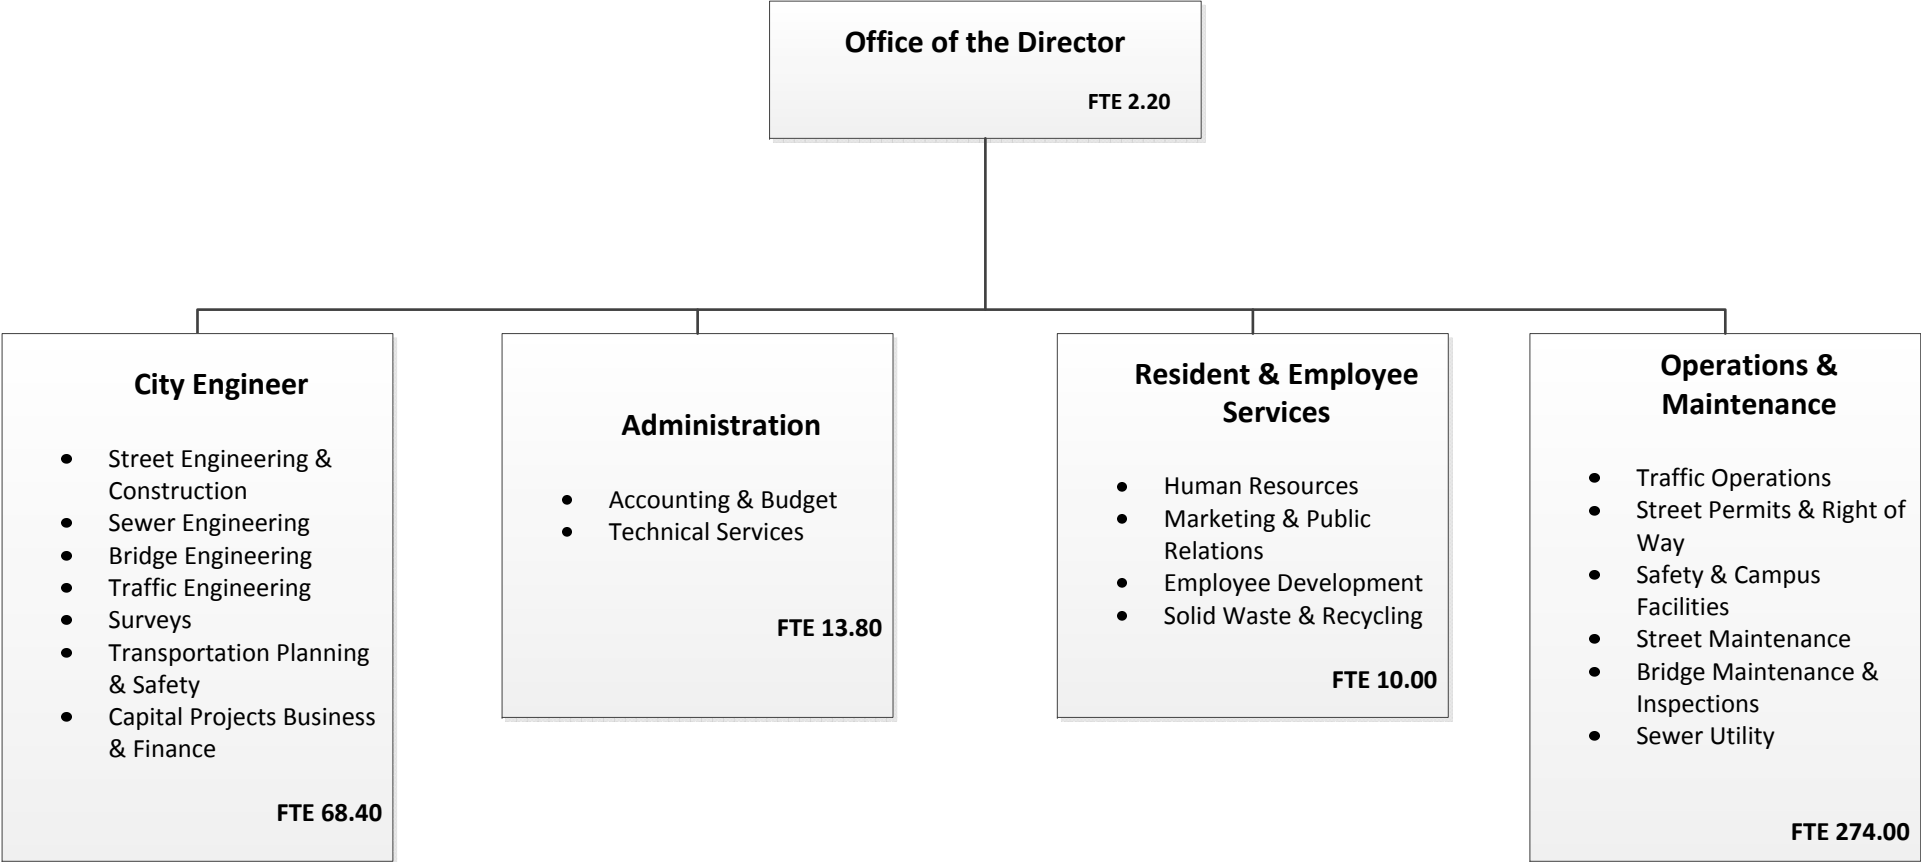 Office of the Director
FTE 2.20
City Engineer
• Street Engineering &
Construction
• Sewer Engineering
• Bridge Engineering
• Traffic Engineering
• Surveys
• Transportation Planning
& Safety
• Capital Projects Business
& Finance
FTE 68.40
Administration
• Accounting & Budget
• Technical Services
FTE 13.80
Resident & Employee
Services
• Human Resources
• Marketing & Public
Relations
• Employee Development
• Solid Waste & Recycling
FTE 10.00
Operations &
Maintenance
• Traffic Operations
• Street Permits & Right of
Way
• Safety & Campus
Facilities
• Street Maintenance
• Bridge Maintenance &
Inspections
• Sewer Utility
FTE 274.00